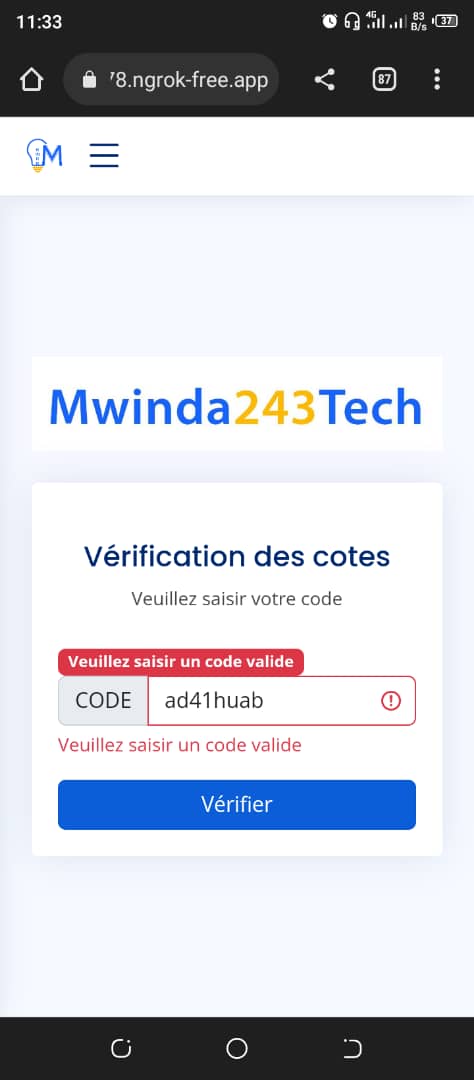 11:33
4G
83
B/s
37
78.ngrok-free.app
87
M
Mwinda243Tech
Vérification des cotes
Veuillez saisir votre code
Veuillez saisir un code valide
CODE
ad41huab
Veuillez saisir un code valide
Vérifier